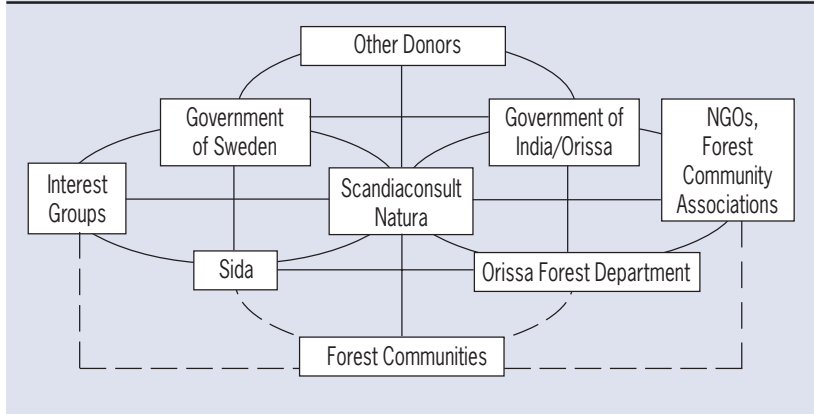 Other Donors
Government
of Sweden
Government of
India/Orissa
NGOs,
Forest
Community
Associations
Interest
Groups
Scandiaconsult
Natura
Sida
Orissa Forest Department
Forest Communities